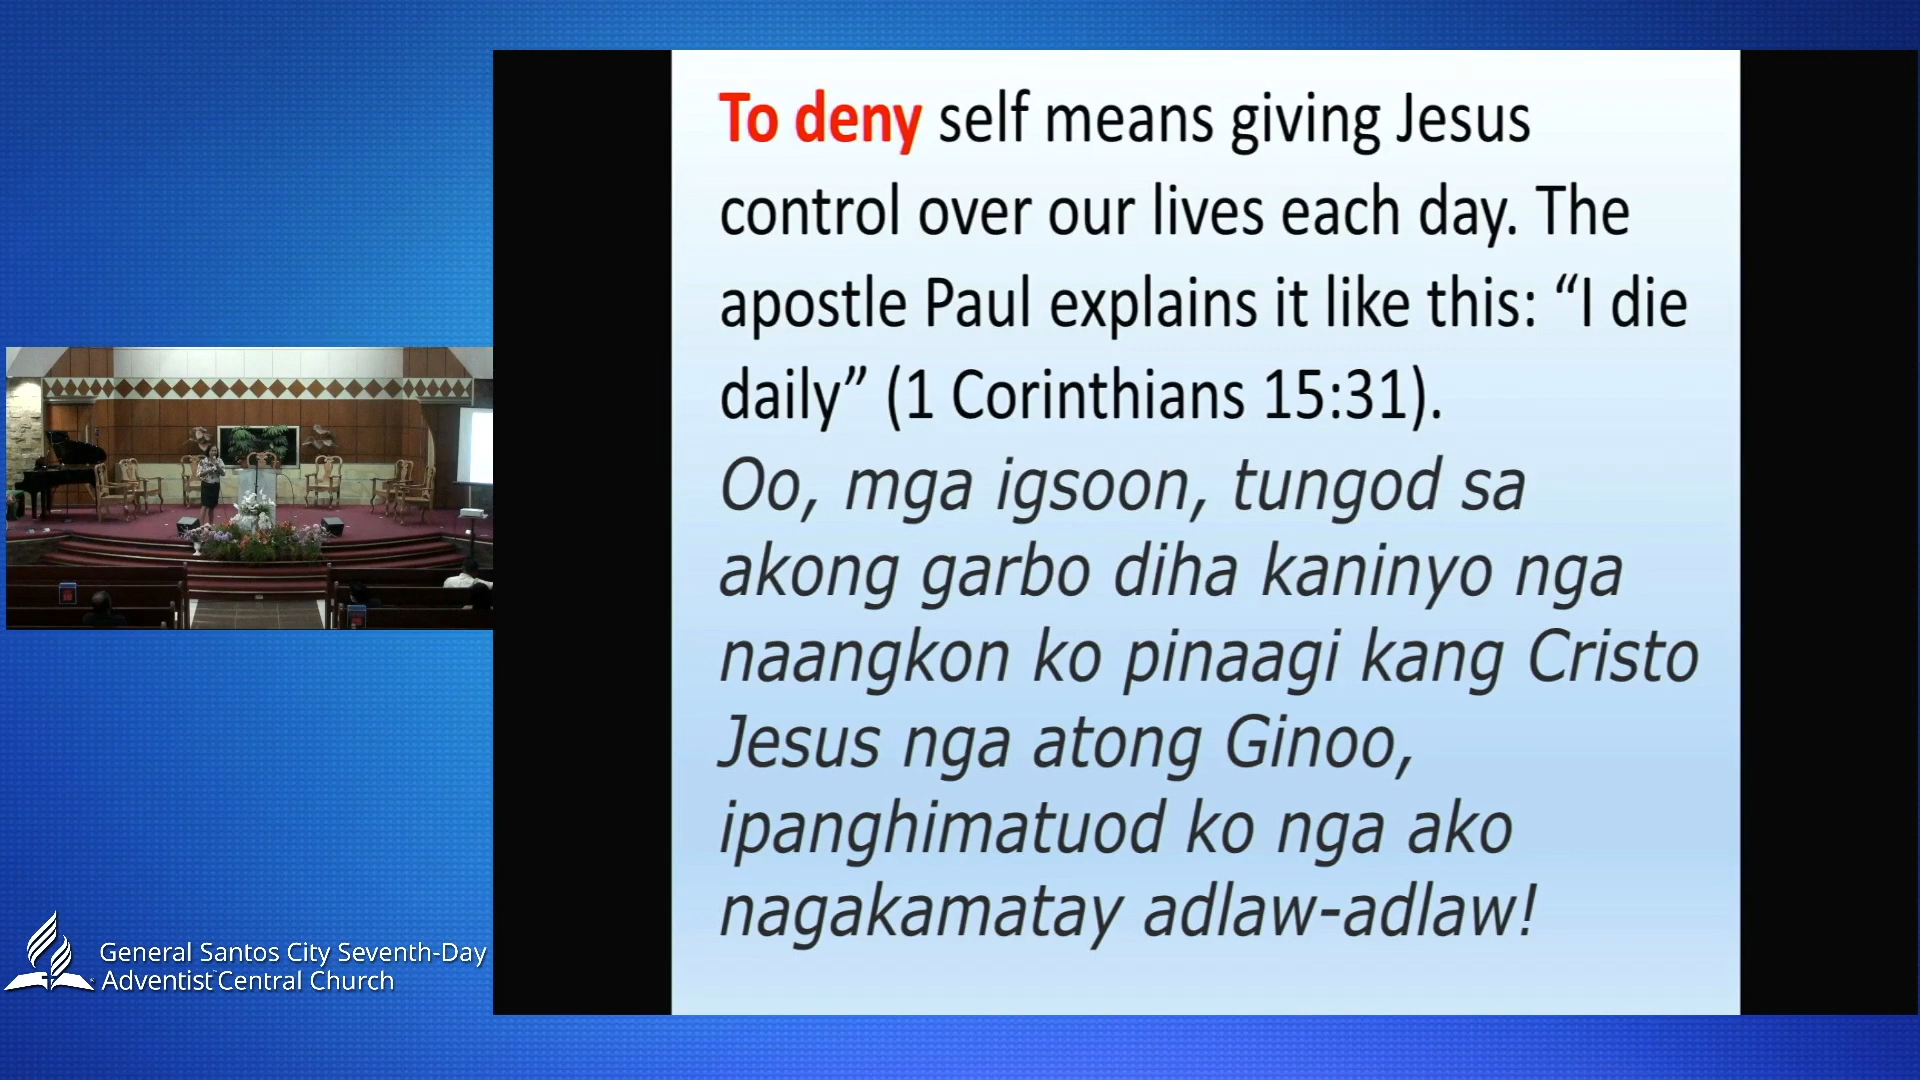 To deny self means giving Jesus
control over our lives each day. The
apostle Paul explains it like this: “I die
daily” (1 Corinthians 15:31).
Oo, mga igsoon, tungod sa
akong garbo diha kaninyo nga
naangkon ko pinaagi kang Cristo
Jesus nga atong Ginoo,
ipanghimatuod ko nga ako
nagakamatay adlaw-adlaw!
General Santos City Seventh-Day
Adventist Central Church